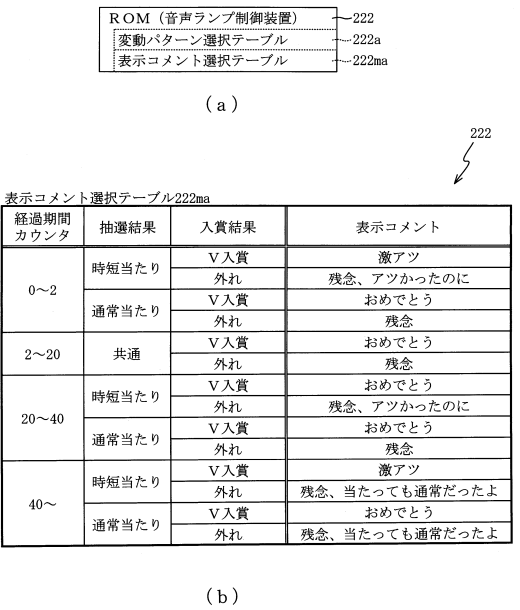 ROM（音声ランプ制御装置） 222
変動パターン選択テーブル 222a
表示コメント選択テーブル 222ma
(a)
222
表示コメント選択テーブル222ma
経過期間カウンタ 抽選結果 入賞結果 表示コメント
0～2 時短当たり V入賞 激アツ
外れ 残念、アツかったのに
通常当たり V入賞 おめでとう
外れ 残念
2～20 共通 V入賞 おめでとう
外れ 残念
20～40 時短当たり V入賞 おめでとう
外れ 残念、アツかったのに
通常当たり V入賞 おめでとう
外れ 残念
40～ 時短当たり V入賞 激アツ
外れ 残念、当たっても通常だったよ
通常当たり V入賞 おめでとう
外れ 残念、当たっても通常だったよ
(b)